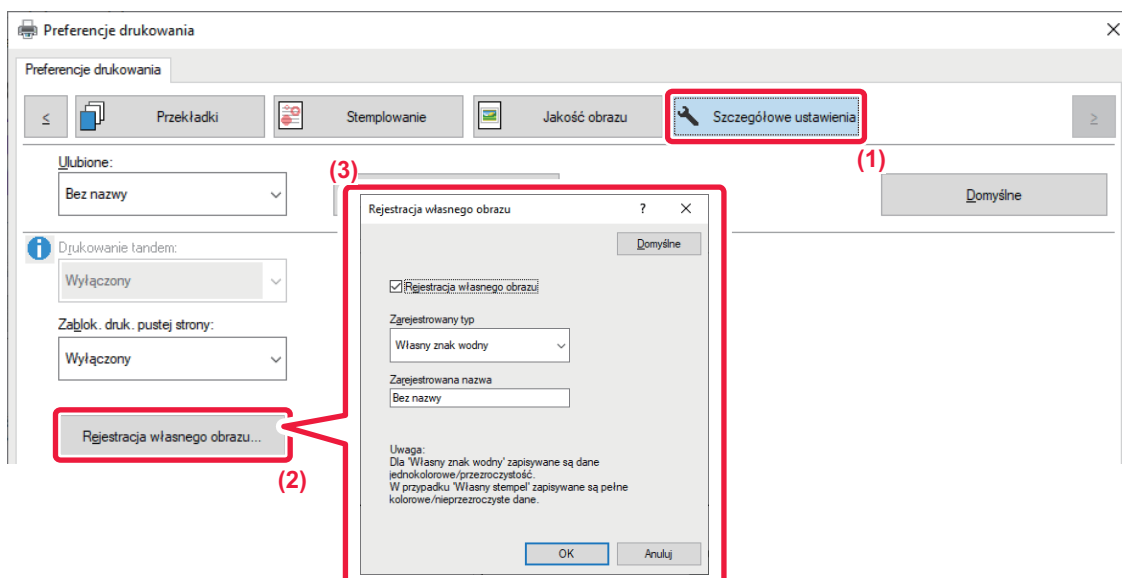 Preferencje drukowania
Preferencje drukowania
≤ Przekładki Stemplowanie Jakość obrazu Szczegółowe ustawienia ≥
(1)
Ulubione:
Bez nazwy
Domyślne
(3)
Drukowanie tandem:
Wyłączony
Zablok. druk. pustej strony:
Wyłączony
Rejestracja własnego obrazu...
(2)
Rejestracja własnego obrazu ?
Domyślne
Rejestracja własnego obrazu
Zarejestrowany typ
Własny znak wodny
Zarejestrowana nazwa
Bez nazwy
Uwaga:
Dla 'Własny znak wodny' zapisywane są dane
jednokolorowe/przezroczystość.
W przypadku 'Własny stempel' zapisywane są pełne
kolorowe/nieprzezroczyste dane.
OK Anuluj